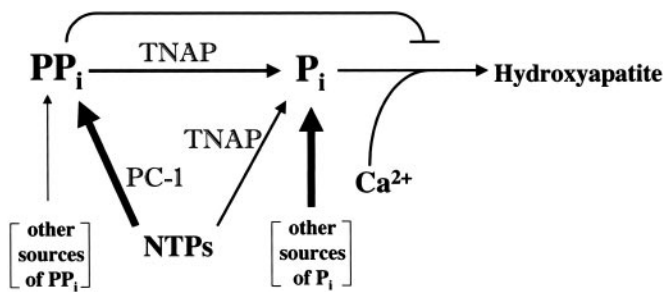 TNAP
PPᵢ
Pᵢ
Hydroxyapatite
TNAP
PC-1
Ca²⁺
other
sources
of PPᵢ
NTPs
other
sources
of Pᵢ